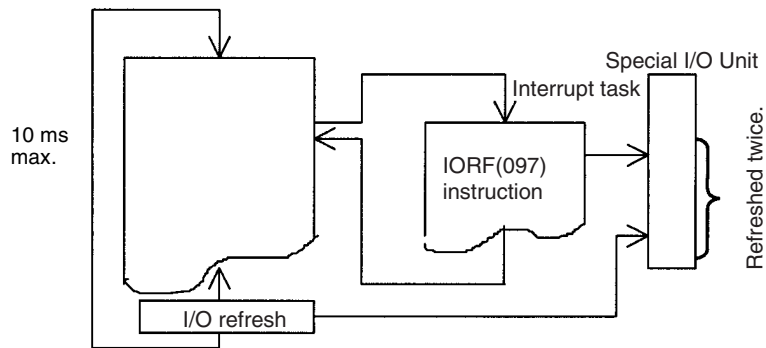 Special I/O Unit
Interrupt task
10 ms
max.
IORF(097)
instruction
Refreshed twice.
I/O refresh